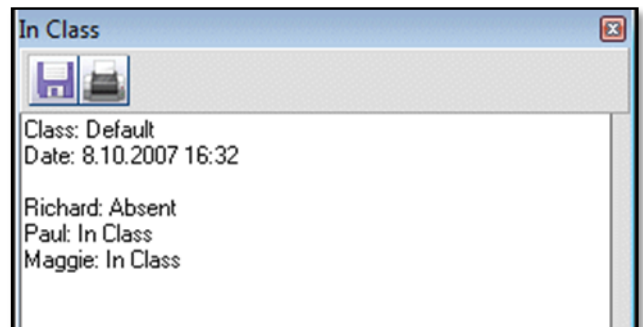 In Class
Class: Default
Date: 8.10.2007 16:32
Richard: Absent
Paul: In Class
Maggie: In Class